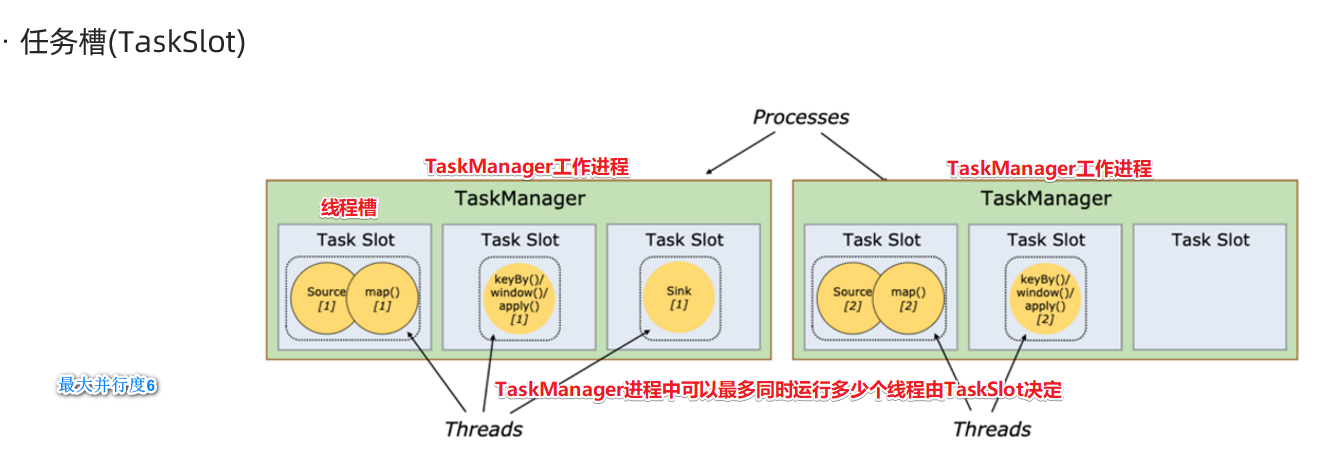 · 任务槽(TaskSlot)
Processes
TaskManager工作进程
TaskManager工作进程
TaskManager
TaskManager
线程槽
Task Slot
Task Slot
Task Slot
Task Slot
Task Slot
Task Slot
Source
[1]
map()
[1]
keyBy()/
window()/
apply()
[1]
Sink
[1]
Source
[2]
map()
[2]
keyBy()/
window()/
apply()
[2]
最大并行度6
TaskManager进程中可以最多同时运行多少个线程由TaskSlot决定
Threads
Threads